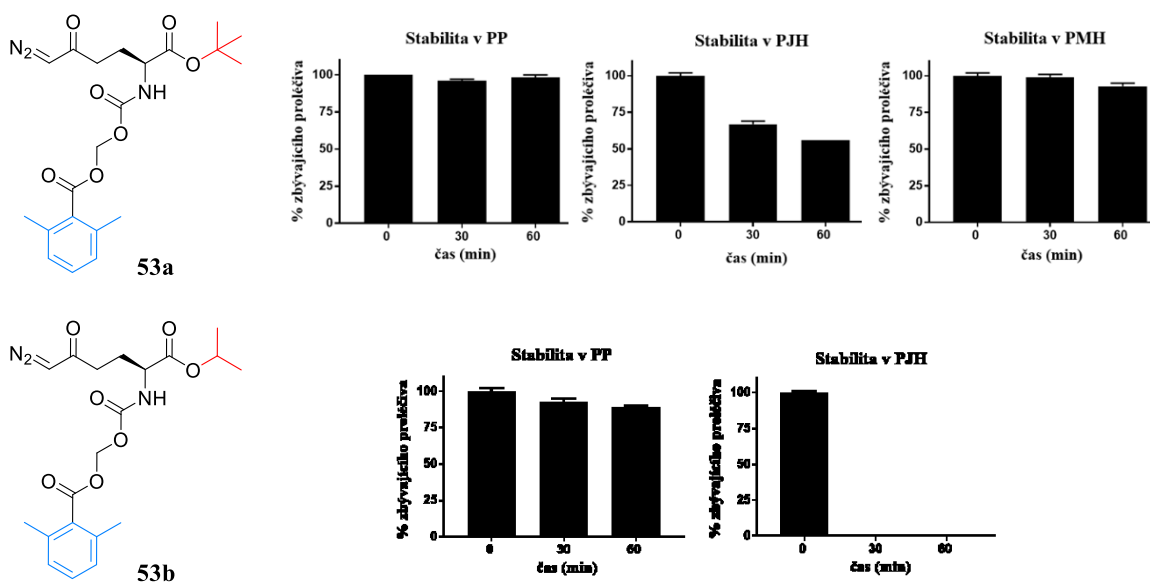 N₂
O
O
O
O
NH
O
O
O
53a
Stabilita v PP
% zbývajícího proléčiva
100
75
50
25
0
0 30 60
čas (min)
Stabilita v PJH
% zbývajícího proléčiva
100
75
50
25
0
0 30 60
čas (min)
Stabilita v PMH
% zbývajícího proléčiva
100
75
50
25
0
0 30 60
čas (min)
N₂
O
O
O
O
NH
O
O
O
53b
Stabilita v PP
% zbývajícího proléčiva
100
75
50
25
0
0 30 60
čas (min)
Stabilita v PJH
% zbývajícího proléčiva
100
75
50
25
0
0 30 60
čas (min)